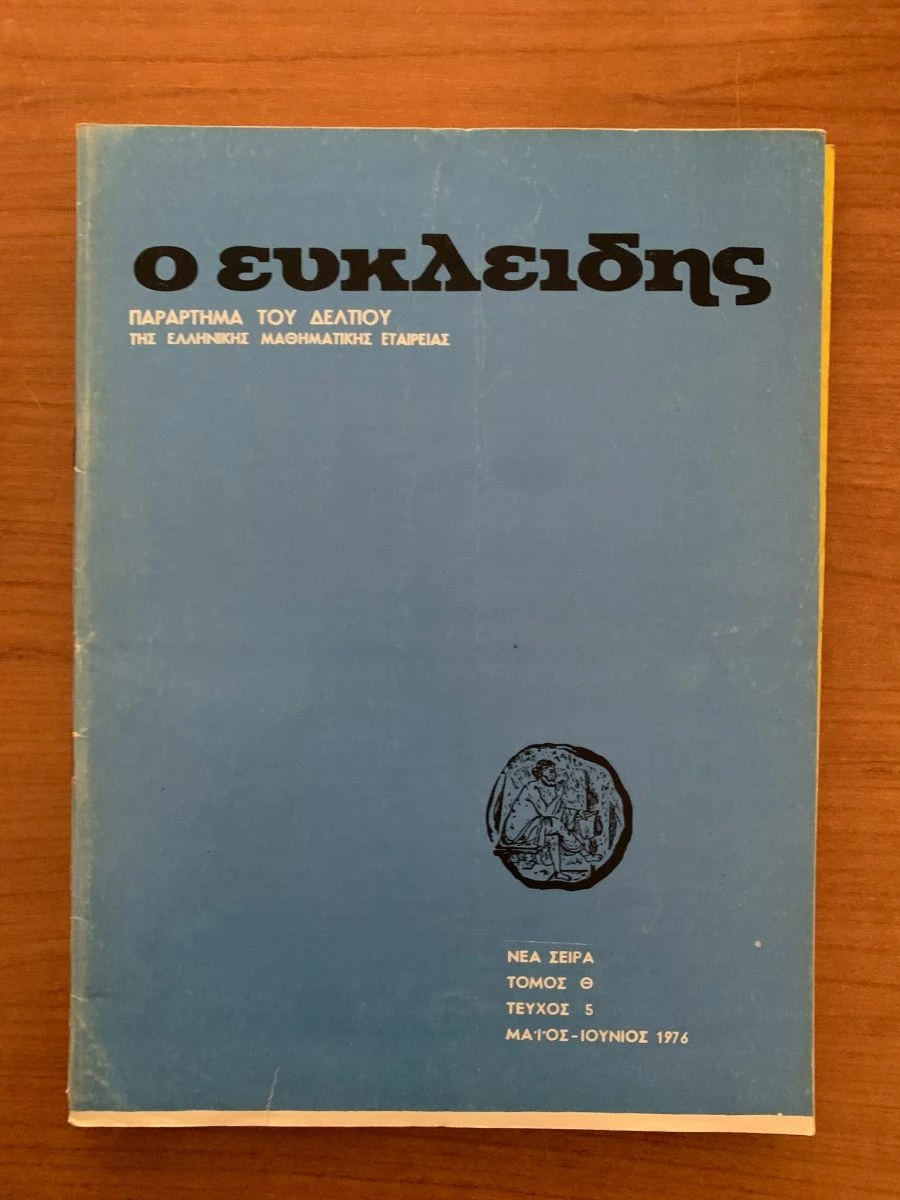 ο ευκλειδης
ΠΑΡΑΡΤΗΜΑ ΤΟΥ ΔΕΛΤΙΟΥ
ΤΗΣ ΕΛΛΗΝΙΚΗΣ ΜΑΘΗΜΑΤΙΚΗΣ ΕΤΑΙΡΕΙΑΣ
ΝΕΑ ΣΕΙΡΑ
ΤΟΜΟΣ Θ
ΤΕΥΧΟΣ 5
ΜΑΪΟΣ-ΙΟΥΝΙΟΣ 1976